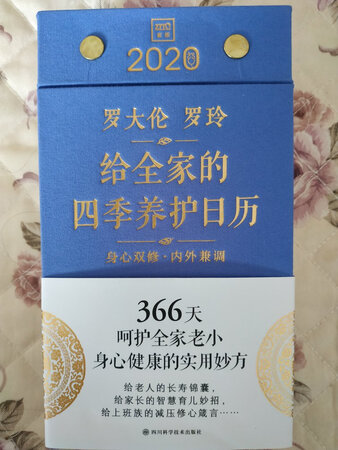 2020
罗大伦 罗玲
给全家的
四季养护日历
身心双修·内外兼调
366天
呵护全家老小
身心健康的实用妙方
给老人的长寿锦囊,
给家长的智慧育儿妙招,
给上班族的减压修心箴言……
四川科学技术出版社